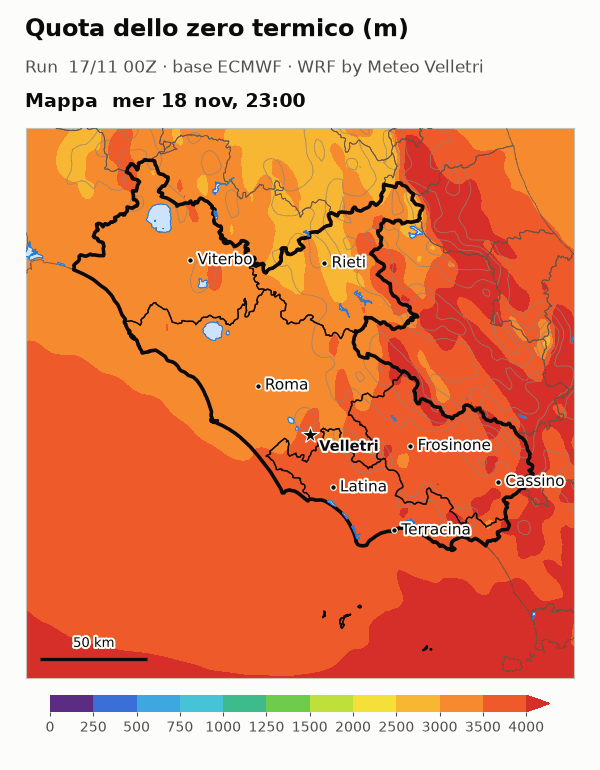 Quota dello zero termico (m)
Run  17/11 00Z · base ECMWF · WRF by Meteo Velletri
Mappa  mer 18 nov, 23:00
Viterbo
Rieti
Roma
Velletri
Frosinone
Cassino
Latina
Terracina
50 km
0 250 500 750 1000 1250 1500 2000 2500 3000 3500 4000